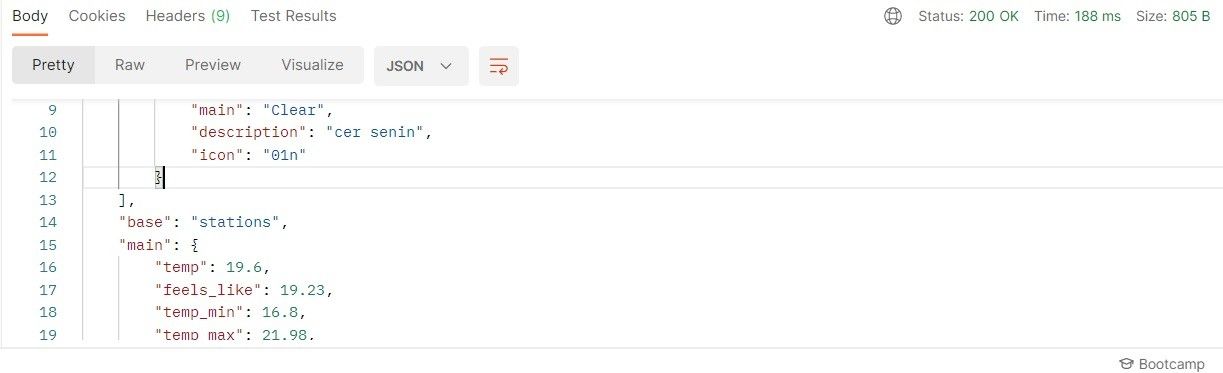 Body Cookies Headers (9) Test Results Status: 200 OK Time: 188 ms Size: 805 B
Pretty Raw Preview Visualize JSON
9 "main": "Clear",
10 "description": "cer senin",
11 "icon": "01n"
12 }
13 ],
14 "base": "stations",
15 "main": {
16 "temp": 19.6,
17 "feels_like": 19.23,
18 "temp_min": 16.8,
19 "temp_max": 21.98,
Bootcamp